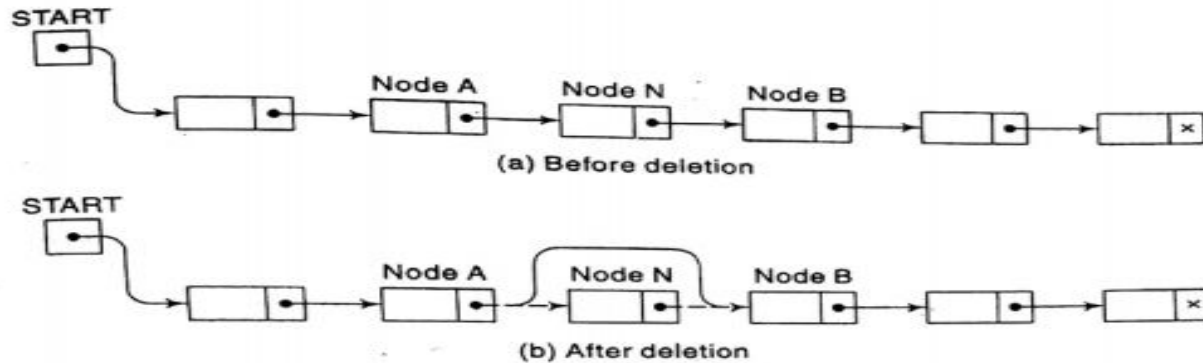 START
Node A Node N Node B
x
(a) Before deletion
START
Node A Node N Node B
x
(b) After deletion